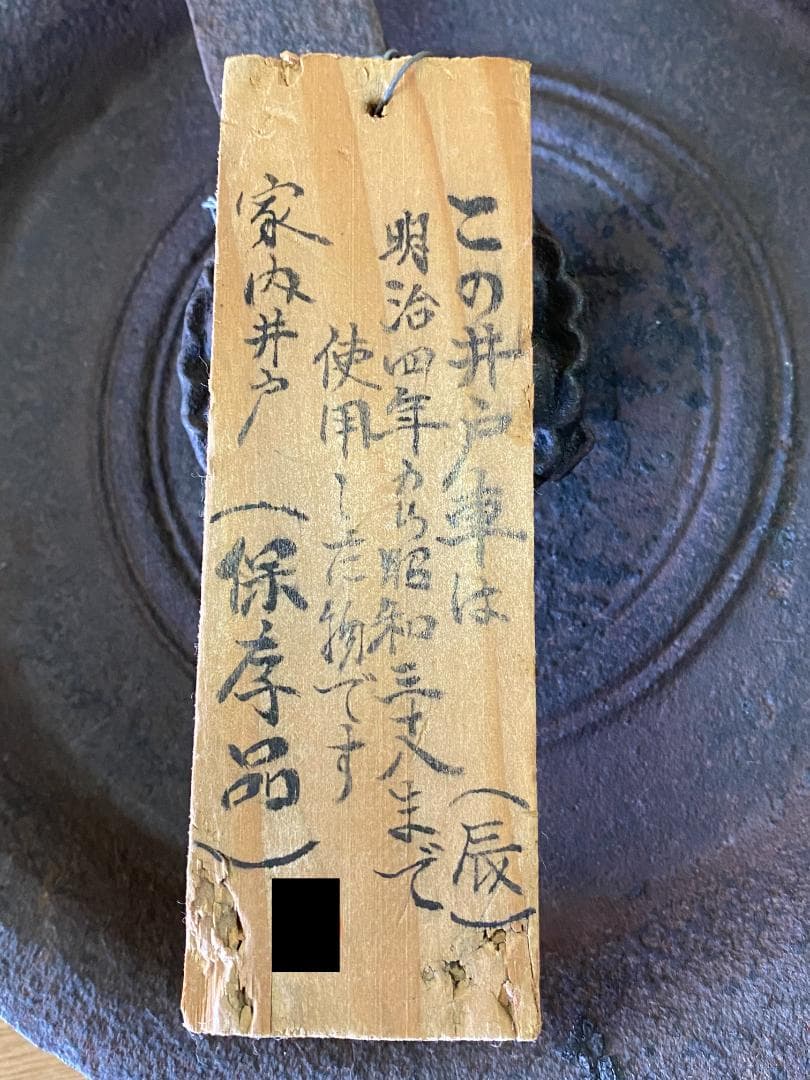 この井戸車は(辰)
明治四年から昭和三十八まで
使用した物です
家内井戸(保存品)